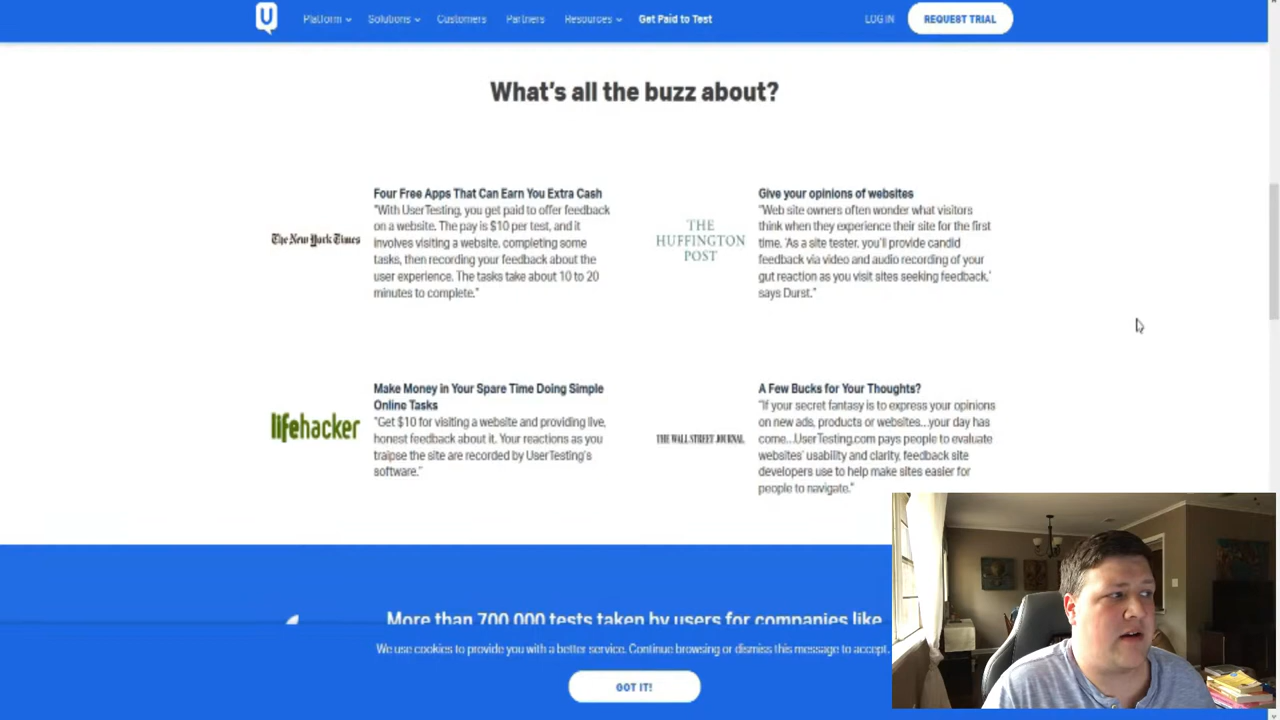 Platform Solutions Customers Partners Resources Get Paid to Test LOG IN REQUEST TRIAL
What's all the buzz about?
The New York Times
Four Free Apps That Can Earn You Extra Cash
"With UserTesting, you get paid to offer feedback
on a website. The pay is $10 per test, and it
involves visiting a website, completing some
tasks, then recording your feedback about the
user experience. The tasks take about 10 to 20
minutes to complete."
THE
HUFFINGTON
POST
Give your opinions of websites
"Web site owners often wonder what visitors
think when they experience their site for the first
time. 'As a site tester, you'll provide candid
feedback via video and audio recording of your
gut reaction as you visit sites seeking feedback,'
says Durst."
lifehacker
Make Money in Your Spare Time Doing Simple
Online Tasks
"Get $10 for visiting a website and providing live,
honest feedback about it. Your reactions as you
traipse the site are recorded by UserTesting's
software."
THE WALL STREET JOURNAL
A Few Bucks for Your Thoughts?
"If your secret fantasy is to express your opinions
on new ads, products or websites...your day has
come...UserTesting.com pays people to evaluate
websites' usability and clarity, feedback site
developers use to help make sites easier for
people to navigate."
More than 700,000 tests taken by users for companies like
We use cookies to provide you with a better service. Continue browsing or dismiss this message to accept.
GOT IT!